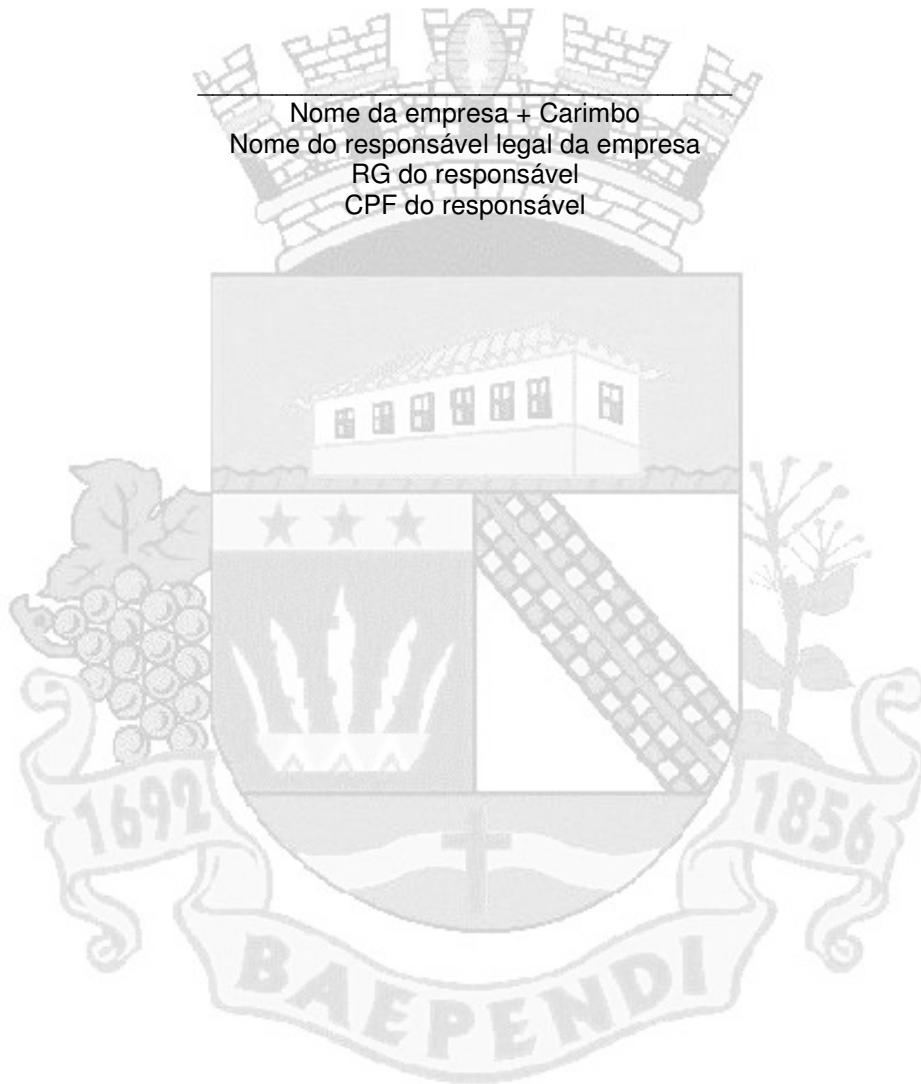 Nome da empresa + Carimbo
Nome do responsável legal da empresa
RG do responsável
CPF do responsável
1692
1856
BAEPENDI